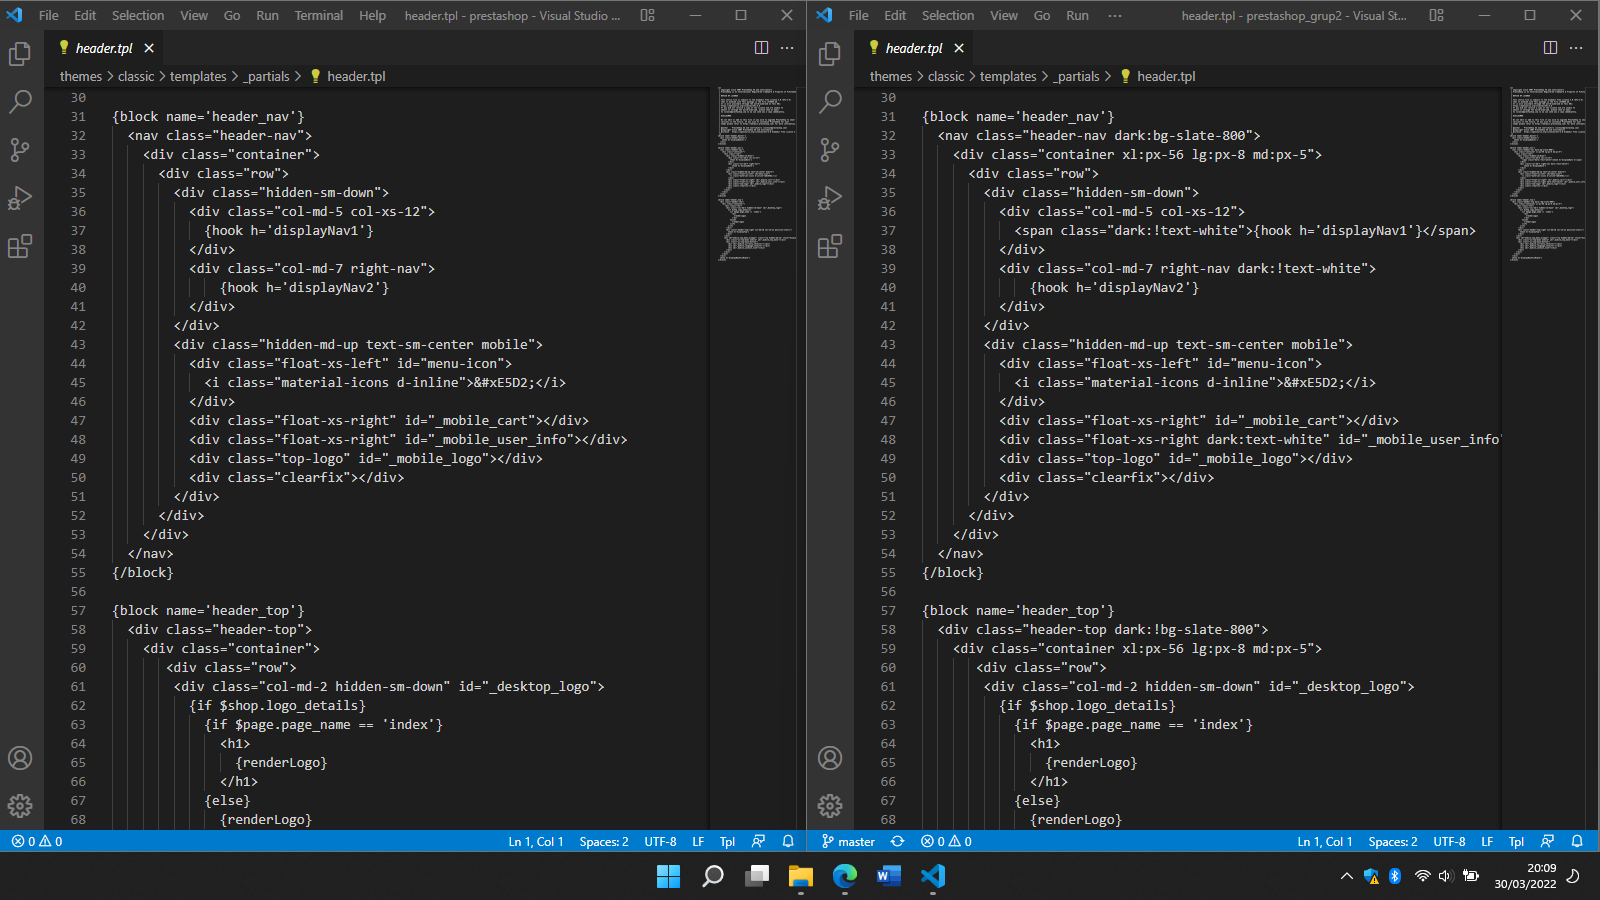 File Edit Selection View Go Run Terminal Help header.tpl - prestashop - Visual Studio ...
header.tpl
themes > classic > templates > _partials > header.tpl
30
31 {block name='header_nav'}
32 <nav class="header-nav">
33 <div class="container">
34 <div class="row">
35 <div class="hidden-sm-down">
36 <div class="col-md-5 col-xs-12">
37 {hook h='displayNav1'}
38 </div>
39 <div class="col-md-7 right-nav">
40 {hook h='displayNav2'}
41 </div>
42 </div>
43 <div class="hidden-md-up text-sm-center mobile">
44 <div class="float-xs-left" id="menu-icon">
45 <i class="material-icons d-inline">&#xE5D2;</i>
46 </div>
47 <div class="float-xs-right" id="_mobile_cart"></div>
48 <div class="float-xs-right" id="_mobile_user_info"></div>
49 <div class="top-logo" id="_mobile_logo"></div>
50 <div class="clearfix"></div>
51 </div>
52 </div>
53 </div>
54 </nav>
55 {/block}
56
57 {block name='header_top'}
58 <div class="header-top">
59 <div class="container">
60 <div class="row">
61 <div class="col-md-2 hidden-sm-down" id="_desktop_logo">
62 {if $shop.logo_details}
63 {if $page.page_name == 'index'}
64 <h1>
65 {renderLogo}
66 </h1>
67 {else}
68 {renderLogo}
0 0 Ln 1, Col 1 Spaces: 2 UTF-8 LF Tpl
File Edit Selection View Go Run ··· header.tpl - prestashop_grup2 - Visual St...
header.tpl
themes > classic > templates > _partials > header.tpl
30
31 {block name='header_nav'}
32 <nav class="header-nav dark:bg-slate-800">
33 <div class="container xl:px-56 lg:px-8 md:px-5">
34 <div class="row">
35 <div class="hidden-sm-down">
36 <div class="col-md-5 col-xs-12">
37 <span class="dark:!text-white">{hook h='displayNav1'}</span>
38 </div>
39 <div class="col-md-7 right-nav dark:!text-white">
40 {hook h='displayNav2'}
41 </div>
42 </div>
43 <div class="hidden-md-up text-sm-center mobile">
44 <div class="float-xs-left" id="menu-icon">
45 <i class="material-icons d-inline">&#xE5D2;</i>
46 </div>
47 <div class="float-xs-right" id="_mobile_cart"></div>
48 <div class="float-xs-right dark:text-white" id="_mobile_user_info"
49 <div class="top-logo" id="_mobile_logo"></div>
50 <div class="clearfix"></div>
51 </div>
52 </div>
53 </div>
54 </nav>
55 {/block}
56
57 {block name='header_top'}
58 <div class="header-top dark:!bg-slate-800">
59 <div class="container xl:px-56 lg:px-8 md:px-5">
60 <div class="row">
61 <div class="col-md-2 hidden-sm-down" id="_desktop_logo">
62 {if $shop.logo_details}
63 {if $page.page_name == 'index'}
64 <h1>
65 {renderLogo}
66 </h1>
67 {else}
68 {renderLogo}
master 0 0 Ln 1, Col 1 Spaces: 2 UTF-8 LF Tpl
20:09
30/03/2022